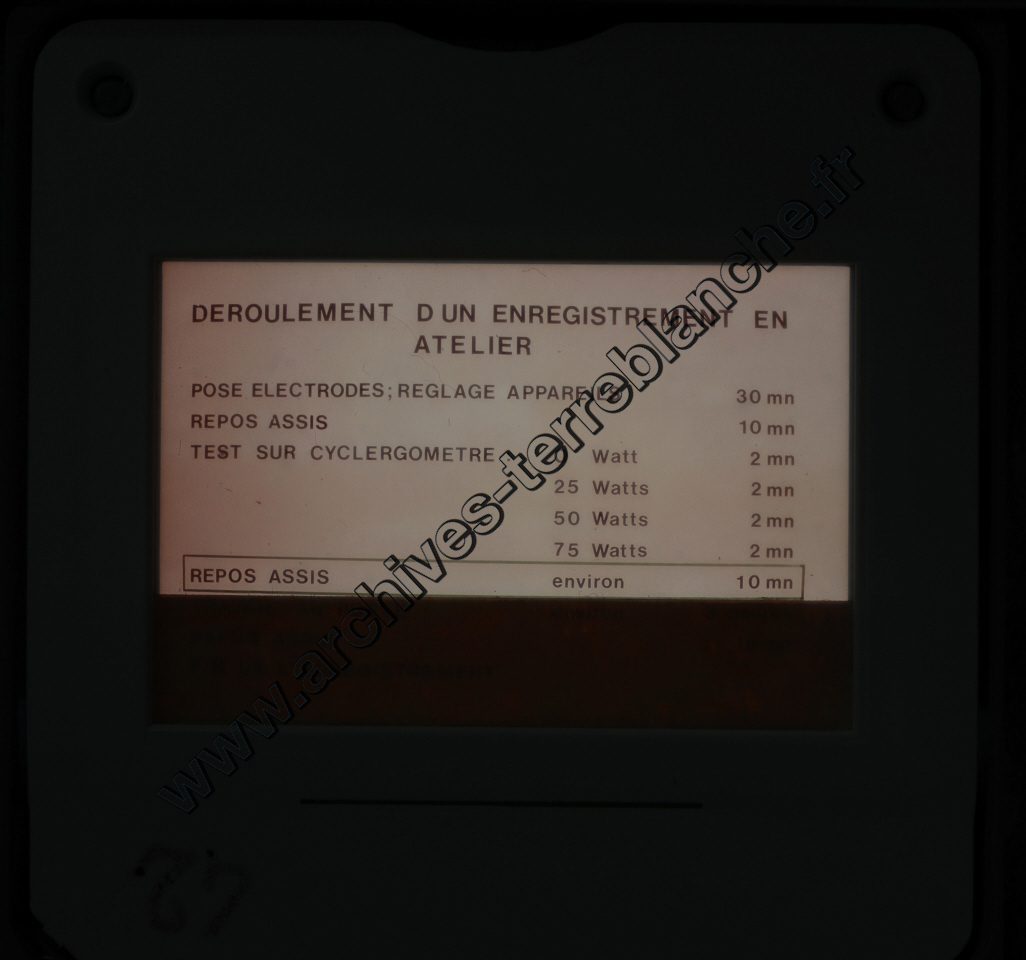 DEROULEMENT D UN ENREGISTREMENT EN
ATELIER
POSE ELECTRODES; REGLAGE APPAREILS 30 mn
REPOS ASSIS 10 mn
TEST SUR CYCLERGOMETRE Watt 2 mn
25 Watts 2 mn
50 Watts 2 mn
75 Watts 2 mn
REPOS ASSIS environ 10 mn
environ
www.archives-terreblanche.fr